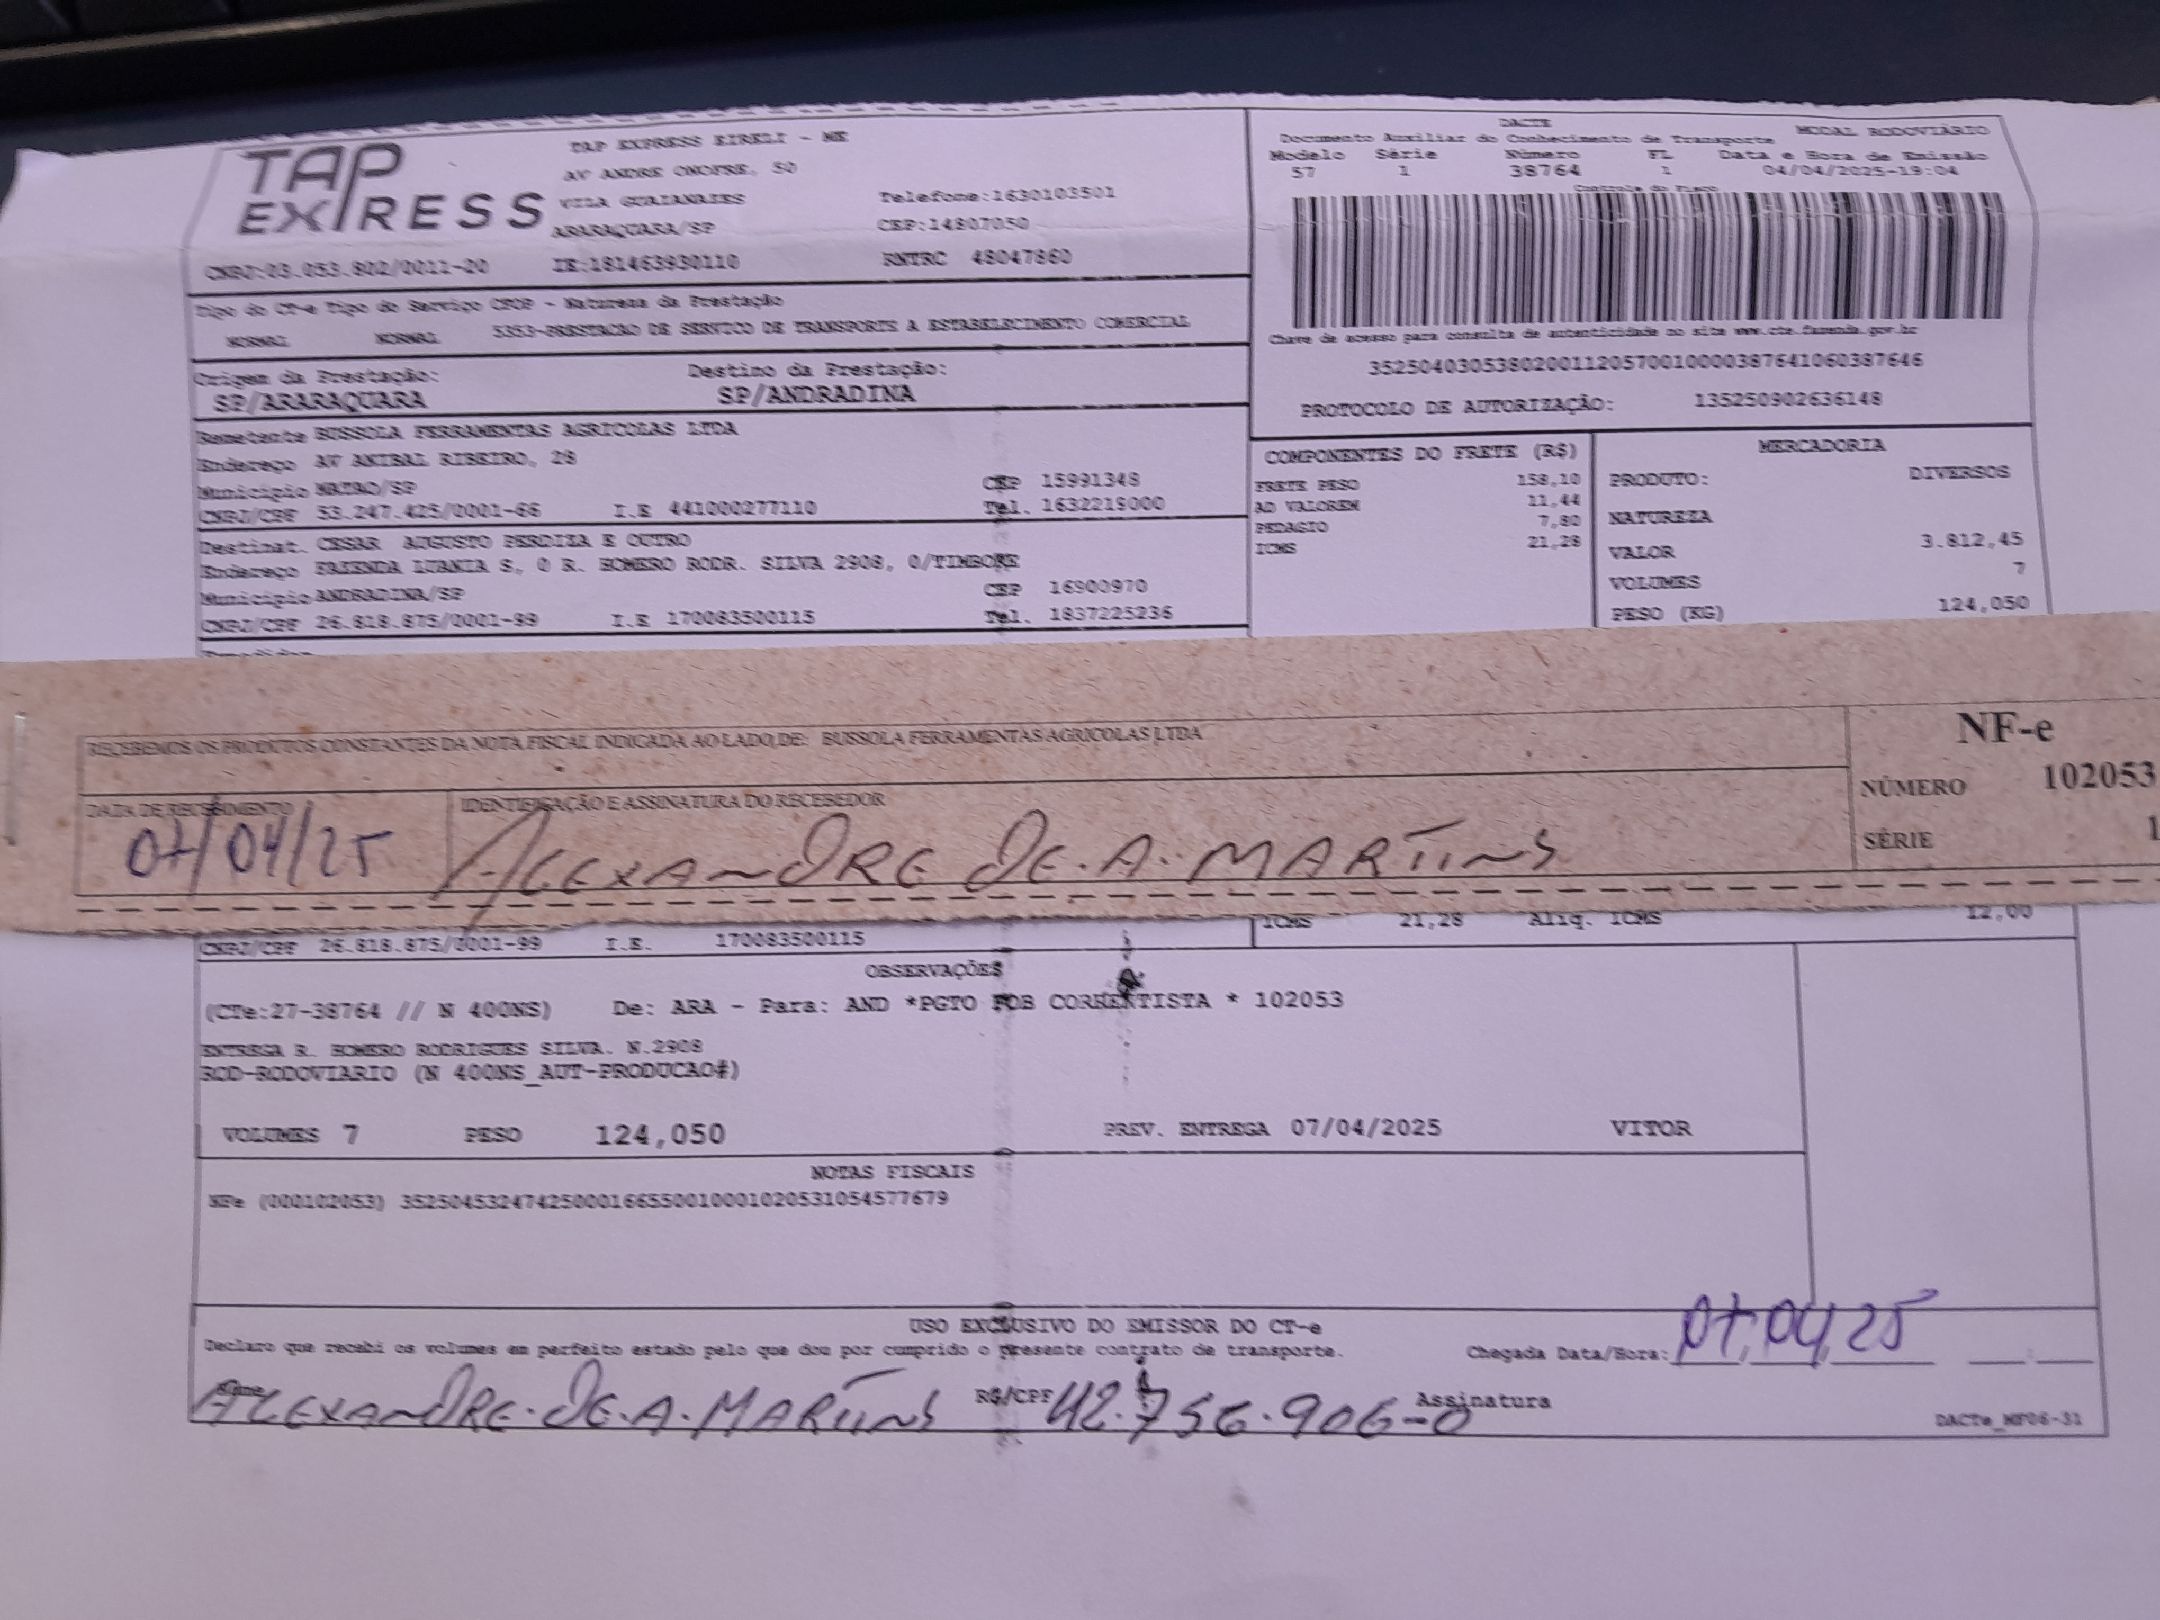 TAP EXPRESS
TAP EXPRESS EIRELI - ME
AV ANDRE ONOFRE, 50
VILA GUAIANAZES Telefone:1630103501
ARARAQUARA/SP CEP:14807050
CNPJ:03.053.802/0011-20 IE:181463930110 RNTRC 48047860
DACTE
Documento Auxiliar do Conhecimento de Transporte MODAL RODOVIÁRIO
Modelo Série Número FL Data e Hora de Emissão
57 1 38764 1 04/04/2025-19:04
Controle do Fisco
Chave de acesso para consulta de autenticidade no site www.cte.fazenda.gov.br
35250403053802001120570010000387641060387646
PROTOCOLO DE AUTORIZAÇÃO: 135250902636148
Tipo do CT-e Tipo do Serviço CFOP - Natureza da Prestação
NORMAL NORMAL 5353-PRESTACAO DE SERVICO DE TRANSPORTE A ESTABELECIMENTO COMERCIAL
Origem da Prestação: Destino da Prestação:
SP/ARARAQUARA SP/ANDRADINA
Remetente BUSSOLA FERRAMENTAS AGRICOLAS LTDA
Endereço AV ANIBAL RIBEIRO, 28
Município MATAO/SP CEP 15991348
CNPJ/CPF 53.247.425/0001-66 I.E 441000277110 Tel. 1632219000
Destinat. CESAR AUGUSTO PERDIZA E OUTRO
Endereço FAZENDA LUANIA S, 0 R. HOMERO RODR. SILVA 2908, 0/TIMBORE
Município ANDRADINA/SP CEP 16900970
CNPJ/CPF 26.818.875/0001-99 I.E 170083500115 Tel. 1837225236
COMPONENTES DO FRETE (R$)
FRETE PESO 158,10
AD VALOREM 11,44
PEDAGIO 7,80
ICMS 21,28
MERCADORIA
PRODUTO: DIVERSOS
NATUREZA
VALOR 3.812,45
VOLUMES 7
PESO (KG) 124,050
RECEBEMOS OS PRODUTOS CONSTANTES DA NOTA FISCAL INDICADA AO LADO, DE: BUSSOLA FERRAMENTAS AGRICOLAS LTDA
DATA DE RECEBIMENTO IDENTIFICAÇÃO E ASSINATURA DO RECEBEDOR
07/04/25 ALEXANDRE DE.A. MARTINS
NF-e
NÚMERO 102053
SÉRIE 1
CNPJ/CPF 26.818.875/0001-99 I.E. 170083500115
ICMS 21,28 Aliq. ICMS 12,00
OBSERVAÇÕES
(CTe:27-38764 // N 400NS) De: ARA - Para: AND *PGTO FOB CORRENTISTA * 102053
ENTREGA R. HOMERO RODRIGUES SILVA. N.2908
ROD-RODOVIARIO (N 400NS_AUT-PRODUCAO#)
VOLUMES 7 PESO 124,050 PREV. ENTREGA 07/04/2025 VITOR
NOTAS FISCAIS
NFe (000102053) 35250453247425000166550010001020531054577679
USO EXCLUSIVO DO EMISSOR DO CT-e
Declaro que recebi os volumes em perfeito estado pelo que dou por cumprido o presente contrato de transporte. Chegada Data/Hora: 07/04/25
Nome ALEXANDRE.DE.A.MARTINS RG/CPF 42.756.906-0 Assinatura
DACTe_MF06-31